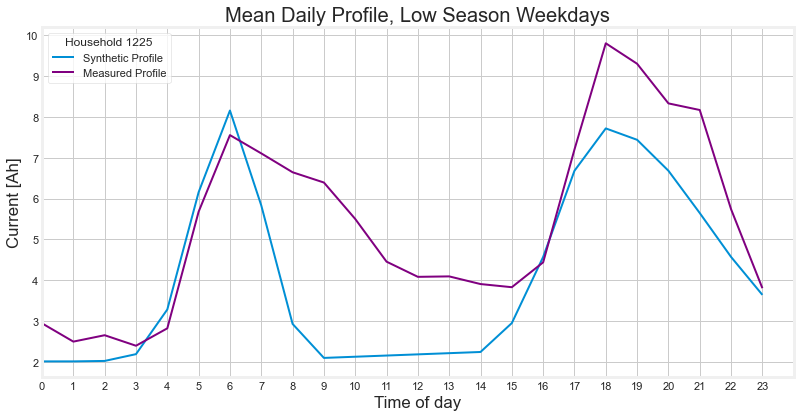 Mean Daily Profile, Low Season Weekdays
Household 1225
Synthetic Profile
Measured Profile
Current [Ah]
10
9
8
7
6
5
4
3
2
0 1 2 3 4 5 6 7 8 9 10 11 12 13 14 15 16 17 18 19 20 21 22 23
Time of day